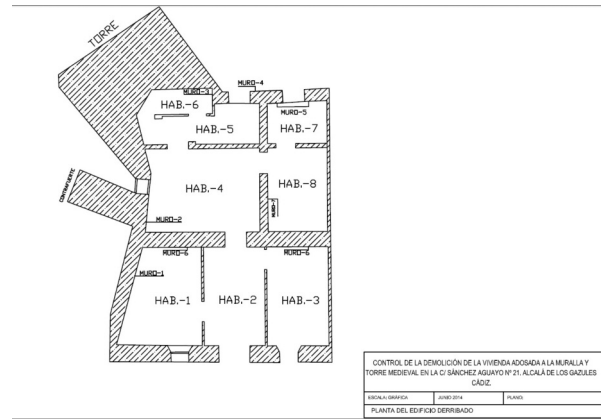 TORRE
MURO-4
MURO-3
HAB.-6
MURO-5
HAB.-5
HAB.-7
HAB.-4
HAB.-8
CONTRAFUERTE
MURO-7
MURO-2
MURO-6
MURO-6
MURO-1
HAB.-1
HAB.-2
HAB.-3
CONTROL DE LA DEMOLICIÓN DE LA VIVIENDA ADOSADA A LA MURALLA Y
TORRE MEDIEVAL EN LA C/ SÁNCHEZ AGUAYO Nº 21, ALCALÁ DE LOS GAZULES
CÁDIZ.
ESCALA: GRÁFICA
JUNIO 2014
PLANO:
PLANTA DEL EDIFICIO DERRIBADO